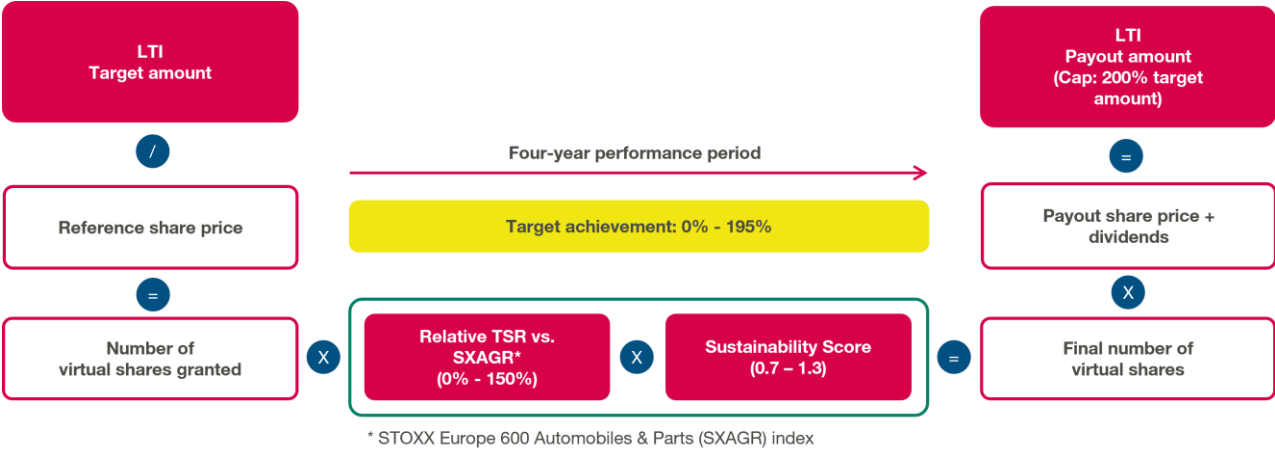 LTI
Target amount
/
Reference share price
=
Number of
virtual shares granted
X
Four-year performance period
Target achievement: 0% - 195%
Relative TSR vs.
SXAGR*
(0% - 150%)
X
Sustainability Score
(0.7 – 1.3)
* STOXX Europe 600 Automobiles & Parts (SXAGR) index
=
LTI
Payout amount
(Cap: 200% target
amount)
=
Payout share price +
dividends
X
Final number of
virtual shares